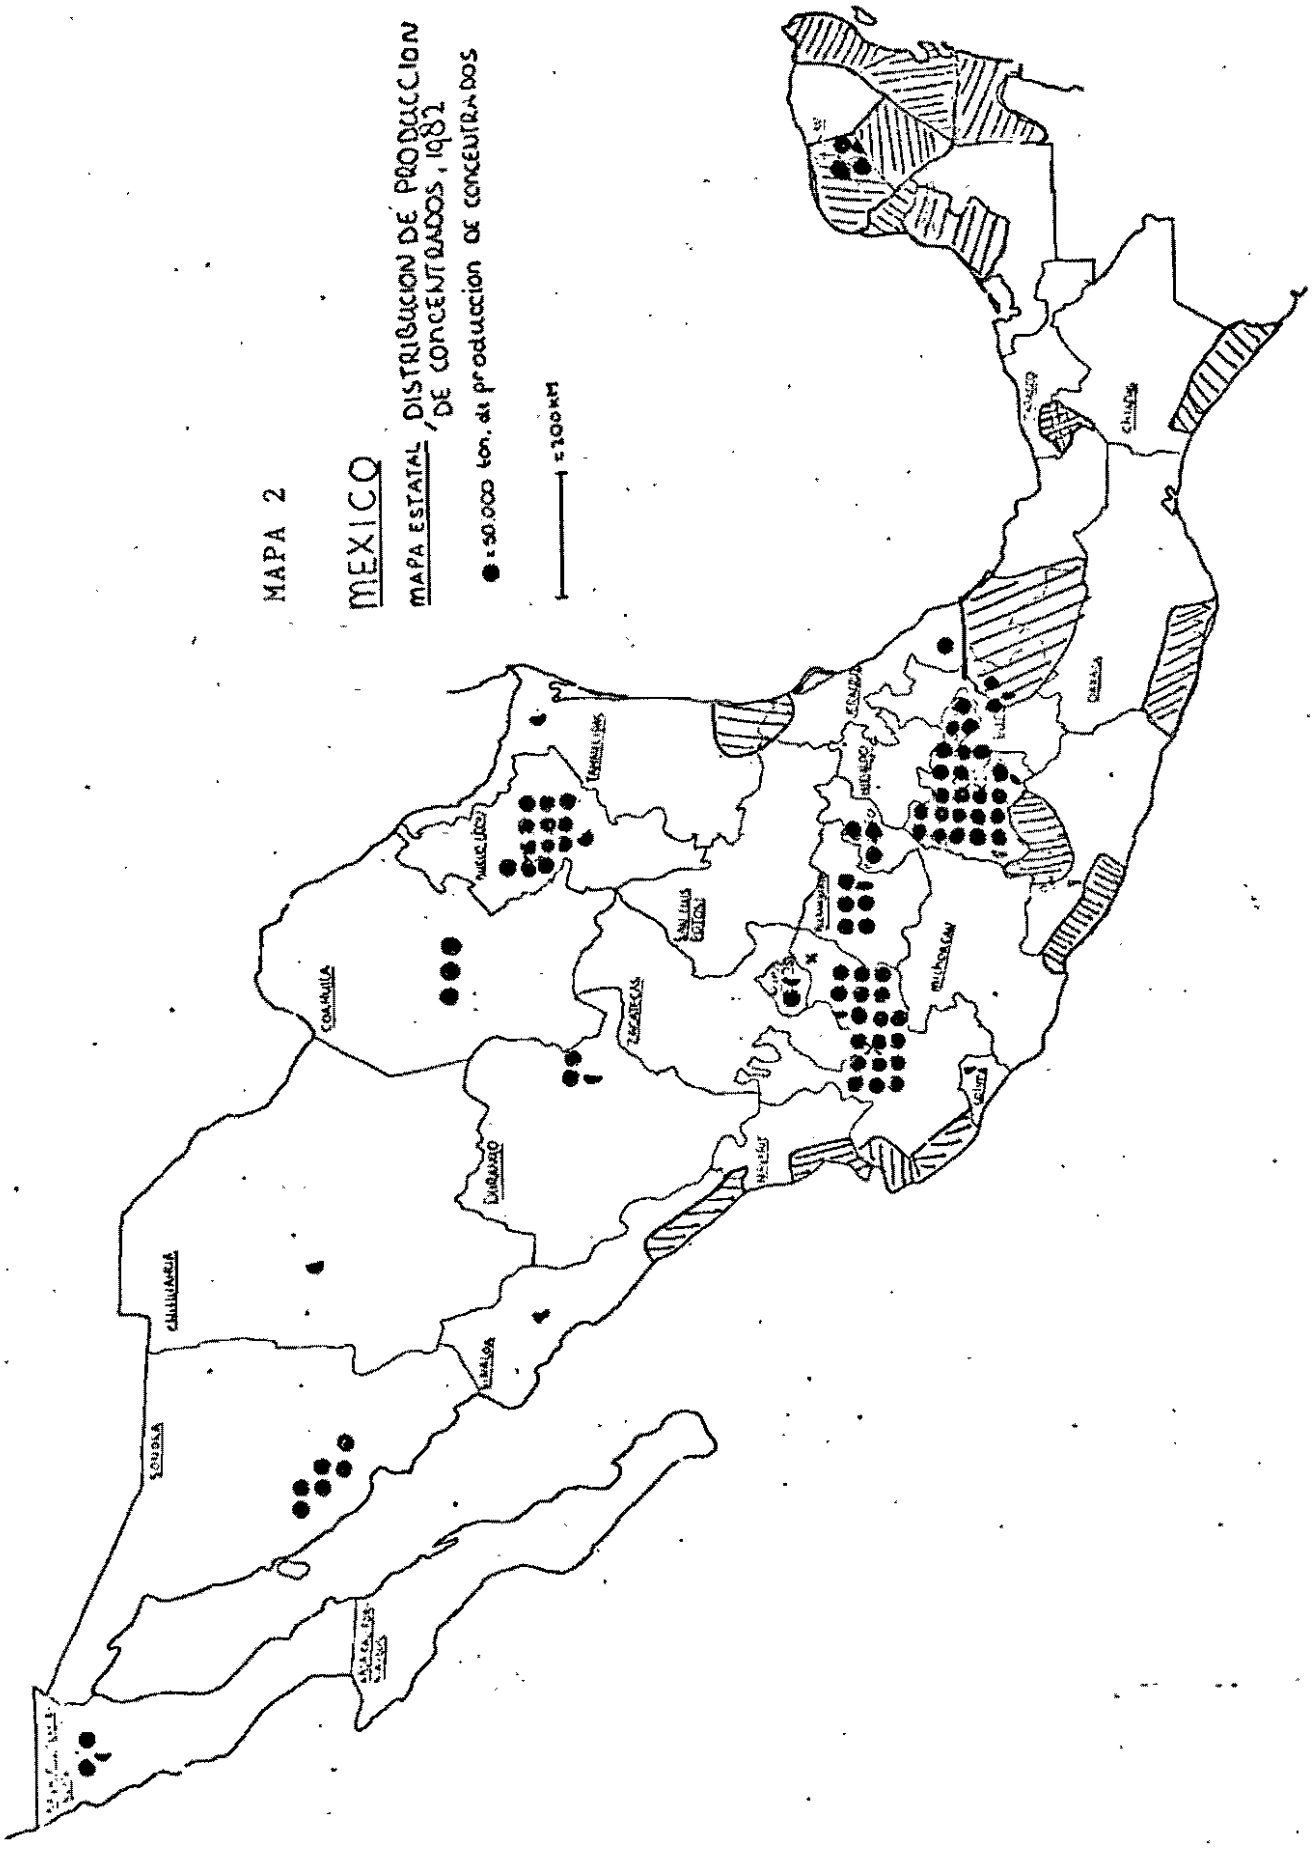 MAPA 2
MEXICO
MAPA ESTATAL, DISTRIBUCION DE PRODUCCION
DE CONCENTRADOS, 1982
● = 50.000 ton. de produccion DE CONCENTRADOS
= 200 KM
SONORA
CHIHUAHUA
COAHUILA
NUEVO LEON
TAMAULIPAS
SINALOA
DURANGO
ZACATECAS
SAN LUIS
POTOSI
NAYARIT
HIDALGO
MICHOACAN
COLIMA
OAXACA
TABASCO
CHIAPAS